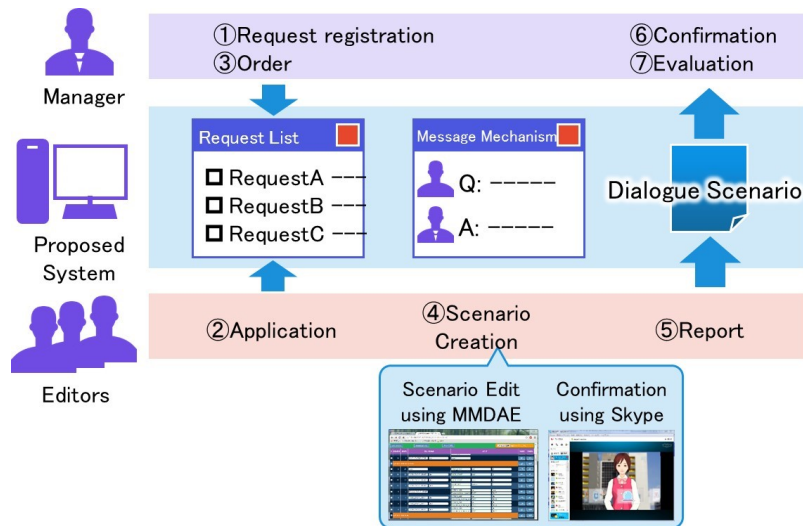 ①Request registration
③Order
⑥Confirmation
⑦Evaluation
Manager
Request List
RequestA ---
RequestB ---
RequestC ---
Message Mechanism
Q: -----
A: -----
Dialogue Scenario
Proposed
System
②Application
④Scenario
Creation
⑤Report
Editors
Scenario Edit
using MMDAE
Confirmation
using Skype